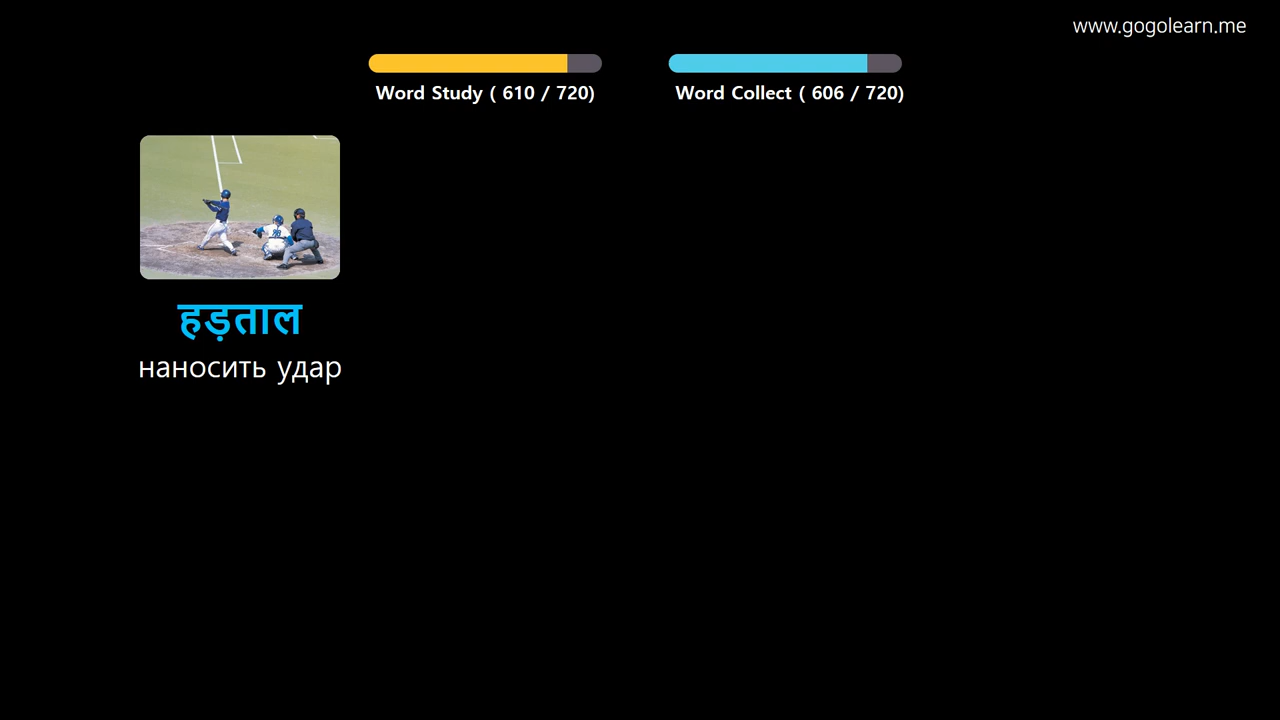 www.gogolearn.me
Word Study ( 610 / 720)
Word Collect ( 606 / 720)
हड़ताल
наносить удар